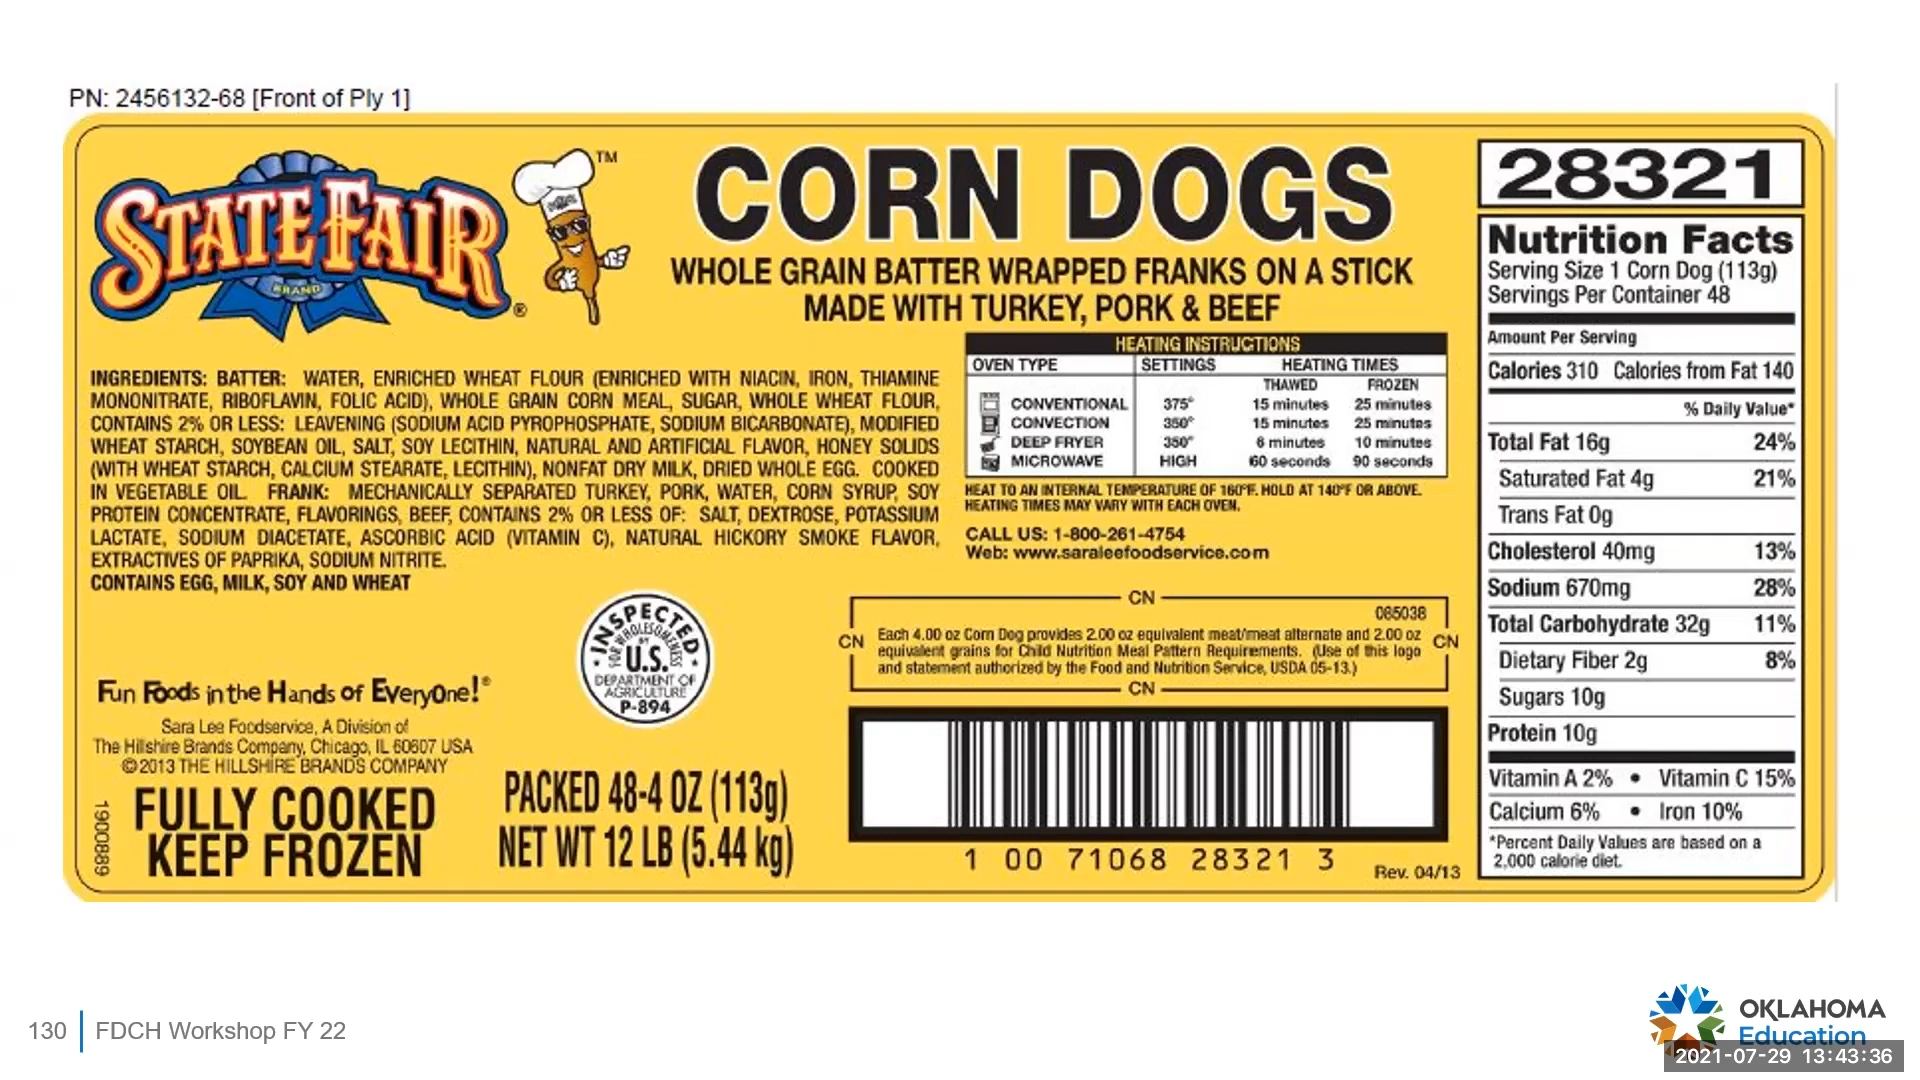 PN: 2456132-68 [Front of Ply 1]
STATE FAIR
BRAND
®
TM
CORN DOGS
WHOLE GRAIN BATTER WRAPPED FRANKS ON A STICK
MADE WITH TURKEY, PORK & BEEF
INGREDIENTS: BATTER: WATER, ENRICHED WHEAT FLOUR (ENRICHED WITH NIACIN, IRON, THIAMINE
MONONITRATE, RIBOFLAVIN, FOLIC ACID), WHOLE GRAIN CORN MEAL, SUGAR, WHOLE WHEAT FLOUR,
CONTAINS 2% OR LESS: LEAVENING (SODIUM ACID PYROPHOSPHATE, SODIUM BICARBONATE), MODIFIED
WHEAT STARCH, SOYBEAN OIL, SALT, SOY LECITHIN, NATURAL AND ARTIFICIAL FLAVOR, HONEY SOLIDS
(WITH WHEAT STARCH, CALCIUM STEARATE, LECITHIN), NONFAT DRY MILK, DRIED WHOLE EGG. COOKED
IN VEGETABLE OIL. FRANK: MECHANICALLY SEPARATED TURKEY, PORK, WATER, CORN SYRUP, SOY
PROTEIN CONCENTRATE, FLAVORINGS, BEEF, CONTAINS 2% OR LESS OF: SALT, DEXTROSE, POTASSIUM
LACTATE, SODIUM DIACETATE, ASCORBIC ACID (VITAMIN C), NATURAL HICKORY SMOKE FLAVOR,
EXTRACTIVES OF PAPRIKA, SODIUM NITRITE.
CONTAINS EGG, MILK, SOY AND WHEAT
HEATING INSTRUCTIONS
OVEN TYPE SETTINGS HEATING TIMES
THAWED FROZEN
CONVENTIONAL 375° 15 minutes 25 minutes
CONVECTION 350° 15 minutes 25 minutes
DEEP FRYER 350° 6 minutes 10 minutes
MICROWAVE HIGH 60 seconds 90 seconds
HEAT TO AN INTERNAL TEMPERATURE OF 160°F. HOLD AT 140°F OR ABOVE.
HEATING TIMES MAY VARY WITH EACH OVEN.
CALL US: 1-800-261-4754
Web: www.saraleefoodservice.com
INSPECTED
FOR WHOLESOMENESS
BY
U.S.
DEPARTMENT OF
AGRICULTURE
P-894
CN
085038
CN Each 4.00 oz Corn Dog provides 2.00 oz equivalent meat/meat alternate and 2.00 oz CN
equivalent grains for Child Nutrition Meal Pattern Requirements. (Use of this logo
and statement authorized by the Food and Nutrition Service, USDA 05-13.)
CN
Fun Foods in the Hands of Everyone!®
Sara Lee Foodservice, A Division of
The Hillshire Brands Company, Chicago, IL 60607 USA
©2013 THE HILLSHIRE BRANDS COMPANY
1900889
FULLY COOKED
KEEP FROZEN
PACKED 48-4 OZ (113g)
NET WT 12 LB (5.44 kg)
1 00 71068 28321 3
Rev. 04/13
28321
Nutrition Facts
Serving Size 1 Corn Dog (113g)
Servings Per Container 48
Amount Per Serving
Calories 310 Calories from Fat 140
% Daily Value*
Total Fat 16g 24%
Saturated Fat 4g 21%
Trans Fat 0g
Cholesterol 40mg 13%
Sodium 670mg 28%
Total Carbohydrate 32g 11%
Dietary Fiber 2g 8%
Sugars 10g
Protein 10g
Vitamin A 2% • Vitamin C 15%
Calcium 6% • Iron 10%
*Percent Daily Values are based on a
2,000 calorie diet.
130 FDCH Workshop FY 22
OKLAHOMA
Education
2021-07-29 13:43:36